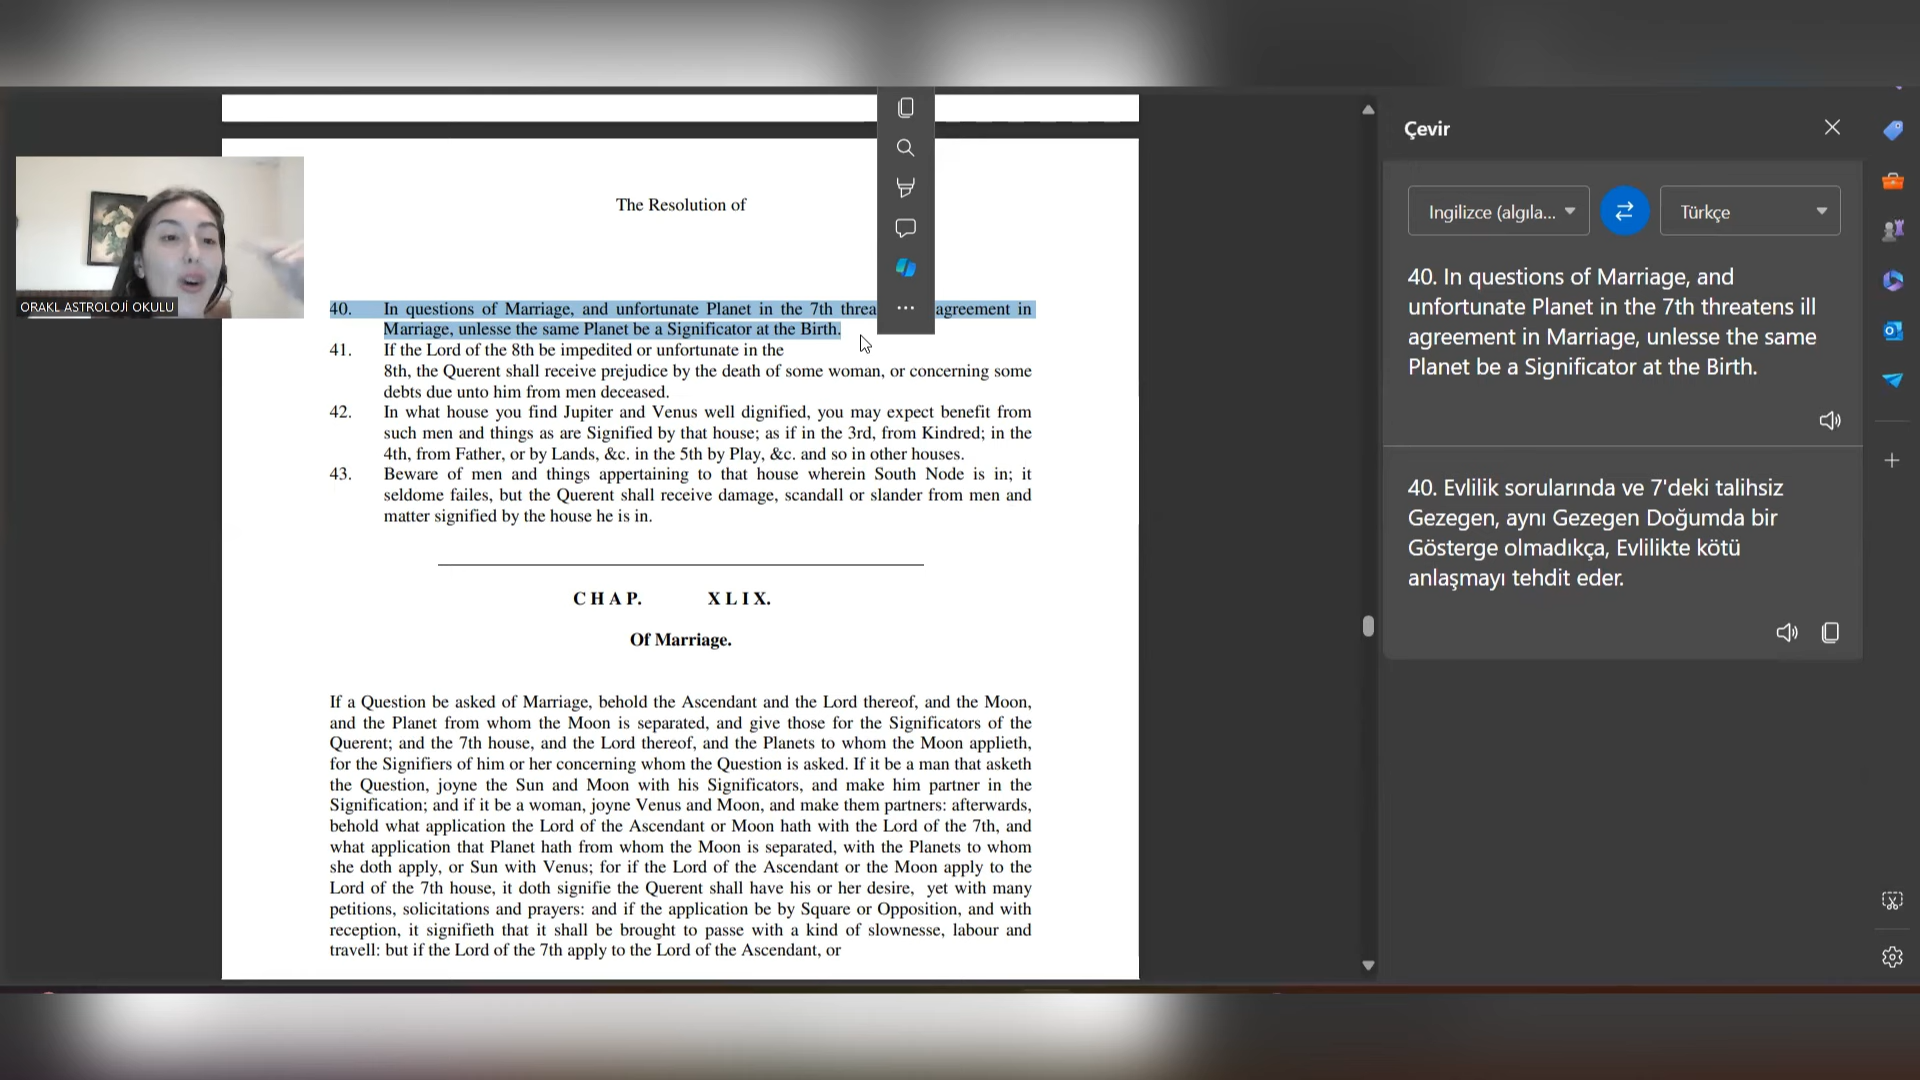 The Resolution of
ORAKL ASTROLOJİ OKULU
40. In questions of Marriage, and unfortunate Planet in the 7th threa agreement in
Marriage, unlesse the same Planet be a Significator at the Birth.
41. If the Lord of the 8th be impedited or unfortunate in the
8th, the Querent shall receive prejudice by the death of some woman, or concerning some
debts due unto him from men deceased.
42. In what house you find Jupiter and Venus well dignified, you may expect benefit from
such men and things as are Signified by that house; as if in the 3rd, from Kindred; in the
4th, from Father, or by Lands, &c. in the 5th by Play, &c. and so in other houses.
43. Beware of men and things appertaining to that house wherein South Node is in; it
seldome failes, but the Querent shall receive damage, scandall or slander from men and
matter signified by the house he is in.
CHAP. XLIX.
Of Marriage.
If a Question be asked of Marriage, behold the Ascendant and the Lord thereof, and the Moon,
and the Planet from whom the Moon is separated, and give those for the Significators of the
Querent; and the 7th house, and the Lord thereof, and the Planets to whom the Moon applieth,
for the Signifiers of him or her concerning whom the Question is asked. If it be a man that asketh
the Question, joyne the Sun and Moon with his Significators, and make him partner in the
Signification; and if it be a woman, joyne Venus and Moon, and make them partners: afterwards,
behold what application the Lord of the Ascendant or Moon hath with the Lord of the 7th, and
what application that Planet hath from whom the Moon is separated, with the Planets to whom
she doth apply, or Sun with Venus; for if the Lord of the Ascendant or the Moon apply to the
Lord of the 7th house, it doth signifie the Querent shall have his or her desire, yet with many
petitions, solicitations and prayers: and if the application be by Square or Opposition, and with
reception, it signifieth that it shall be brought to passe with a kind of slownesse, labour and
travell: but if the Lord of the 7th apply to the Lord of the Ascendant, or
Çevir
Ingilizce (algıla...
Türkçe
40. In questions of Marriage, and
unfortunate Planet in the 7th threatens ill
agreement in Marriage, unlesse the same
Planet be a Significator at the Birth.
40. Evlilik sorularında ve 7'deki talihsiz
Gezegen, aynı Gezegen Doğumda bir
Gösterge olmadıkça, Evlilikte kötü
anlaşmayı tehdit eder.